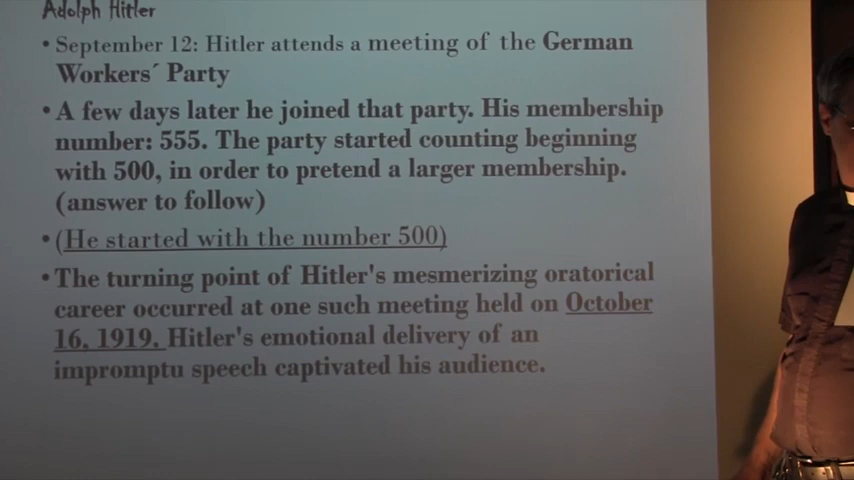 Adolph Hitler
• September 12: Hitler attends a meeting of the German
Workers´ Party
• A few days later he joined that party. His membership
number: 555. The party started counting beginning
with 500, in order to pretend a larger membership.
(answer to follow)
• (He started with the number 500)
• The turning point of Hitler's mesmerizing oratorical
career occurred at one such meeting held on October
16, 1919. Hitler's emotional delivery of an
impromptu speech captivated his audience.